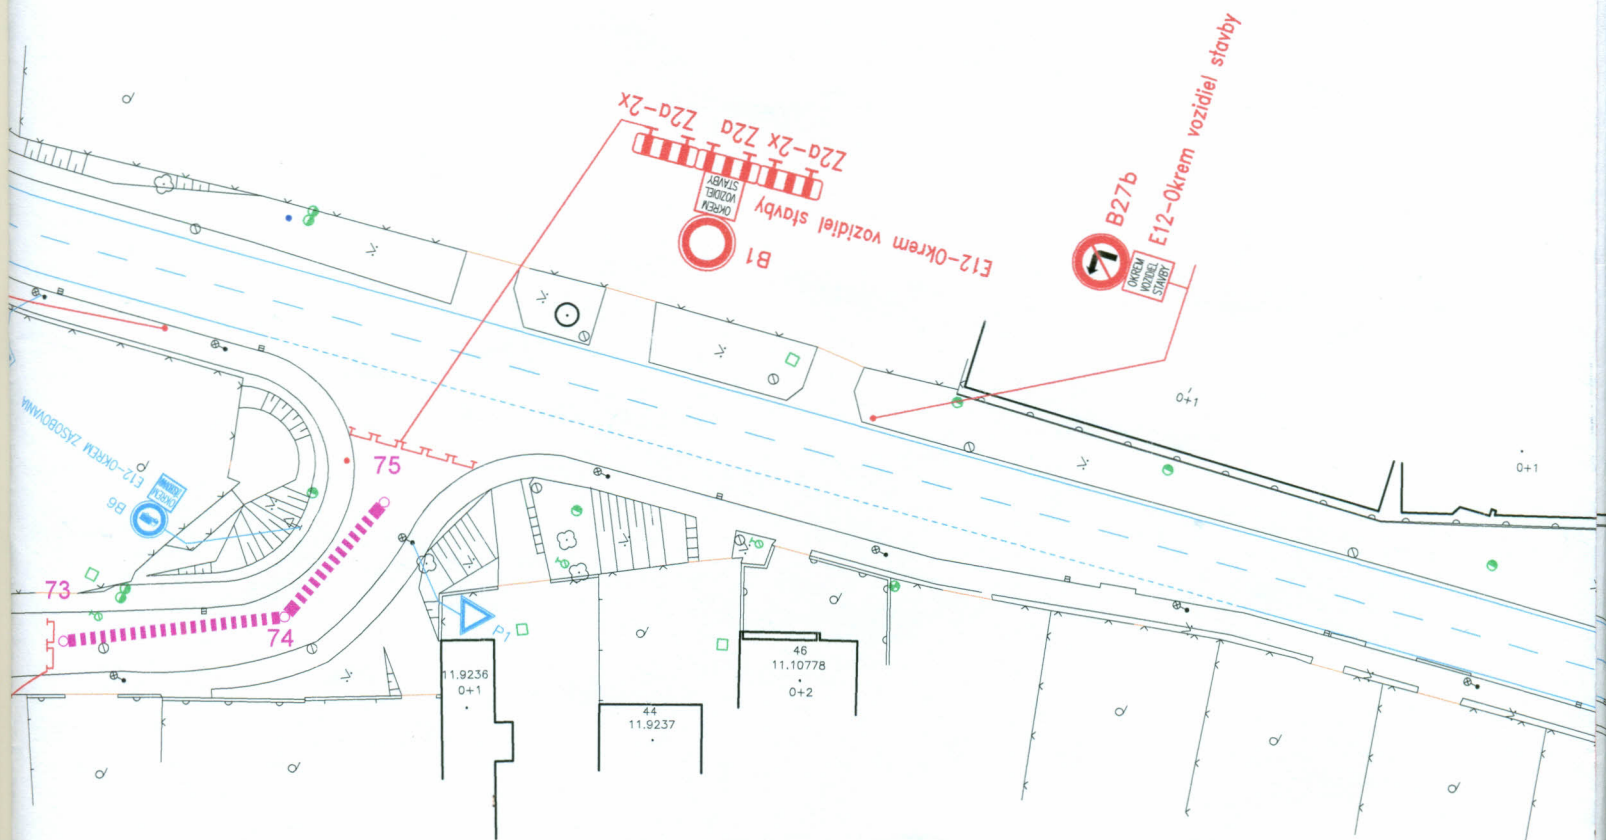 Z2a-2x
Z2a
Z2a-2x
OKREM
VOZIDIEL
STAVBY
E12-Okrem vozidiel stavby
B1
B27b
E12-Okrem vozidiel stavby
OKREM
VOZIDIEL
STAVBY
0+1
0+1
E12-OKREM ZÁSOBOVANIA
B6
OKREM
75
73
74
P1
11.9236
0+1
44
11.9237
46
11.10778
0+2